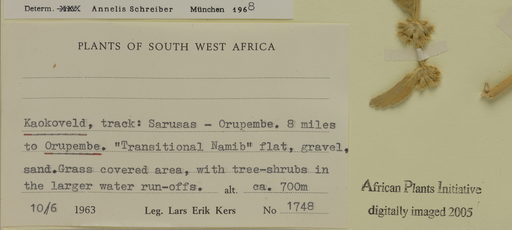 Determ. Annelis Schreiber München 1968
PLANTS OF SOUTH WEST AFRICA
Kaokoveld, track: Sarusas - Orupembe. 8 miles
to Orupembe. "Transitional Namib" flat, gravel,
sand.Grass covered area, with tree-shrubs in
the larger water run-offs. alt. ca. 700m
10/6 1963 Leg. Lars Erik Kers No 1748
African Plants Initiative
digitally imaged 2005